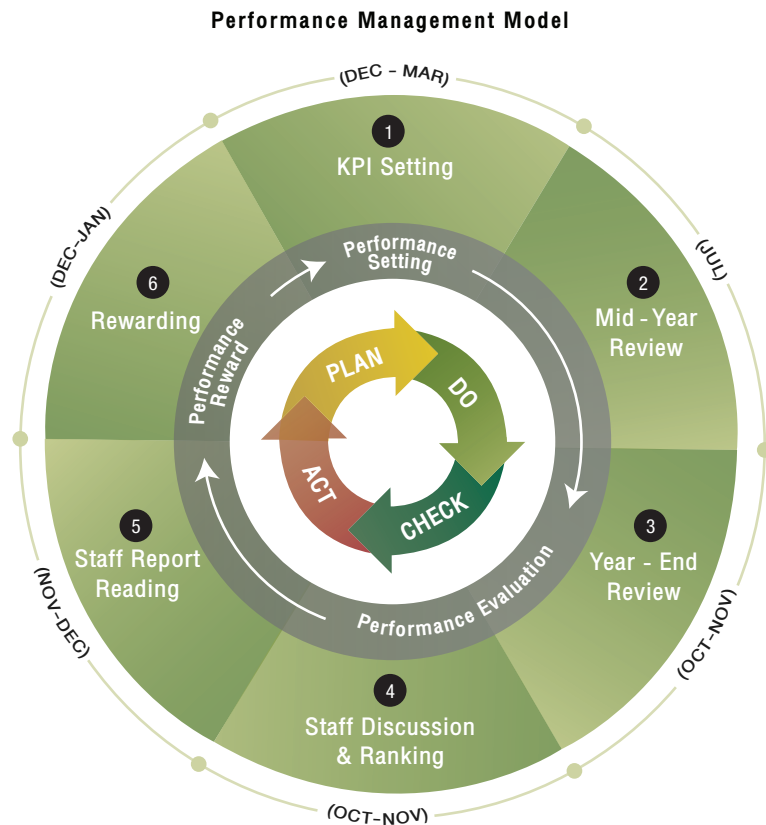 Performance Management Model
(DEC – MAR)
1
KPI Setting
(JUL)
2
Mid - Year
Review
3
Year - End
Review
(OCT–NOV)
4
Staff Discussion
& Ranking
(OCT–NOV)
5
Staff Report
Reading
(NOV–DEC)
6
Rewarding
(DEC–JAN)
Performance
Setting
Performance Evaluation
Performance
Reward
PLAN
DO
CHECK
ACT